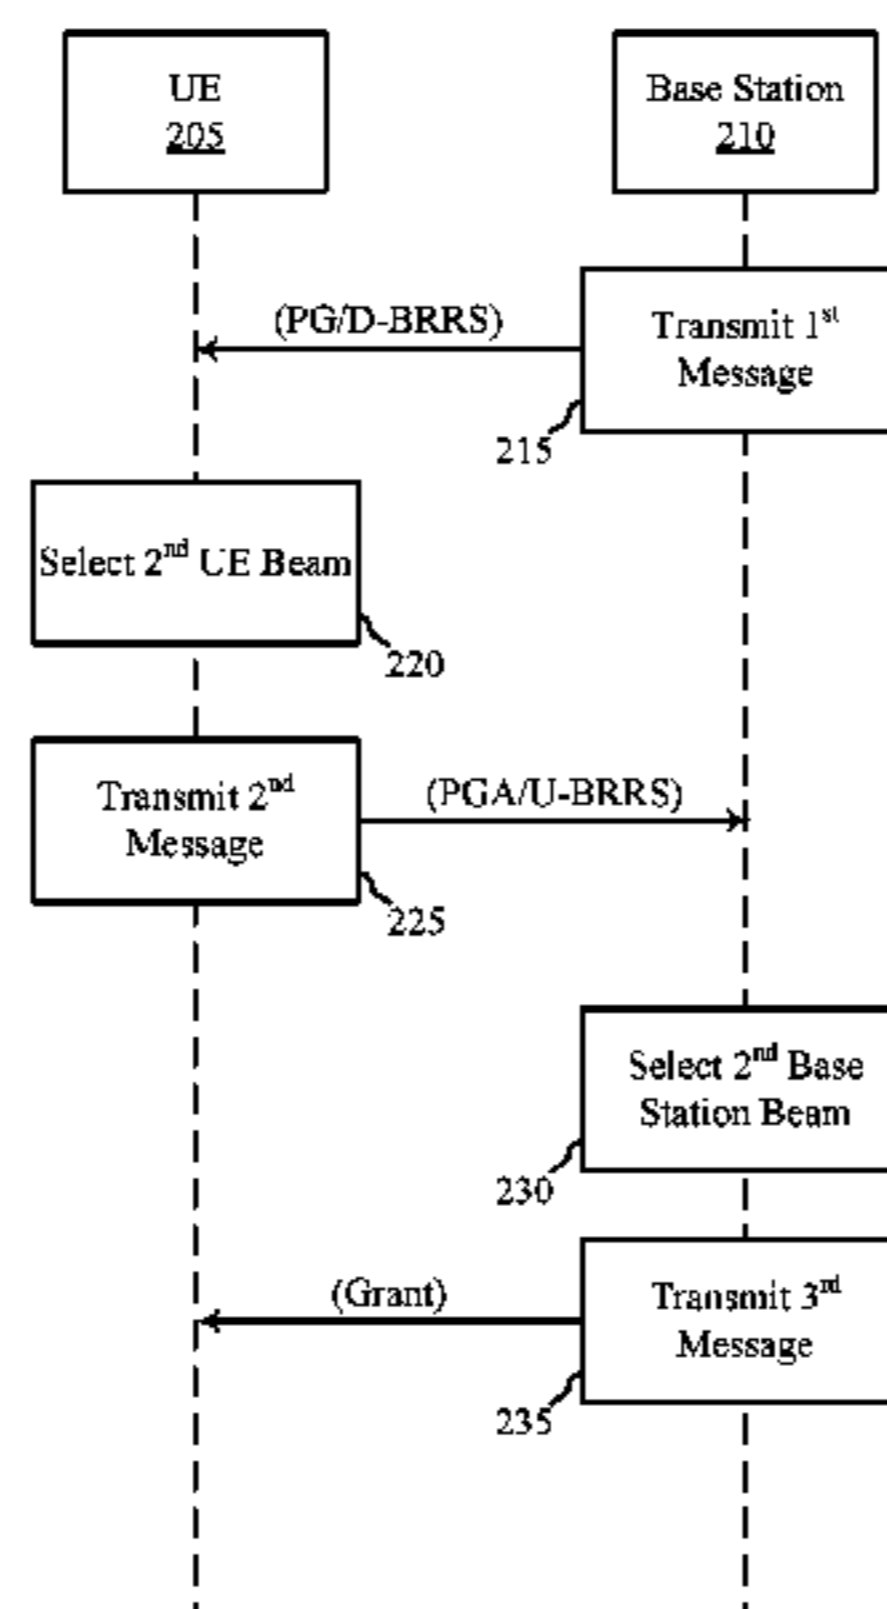 UE
205
Base Station
210
(PG/D-BRRS)
Transmit 1st
Message
215
Select 2nd UE Beam
220
Transmit 2nd
Message
(PGA/U-BRRS)
225
Select 2nd Base
Station Beam
230
(Grant)
Transmit 3rd
Message
235